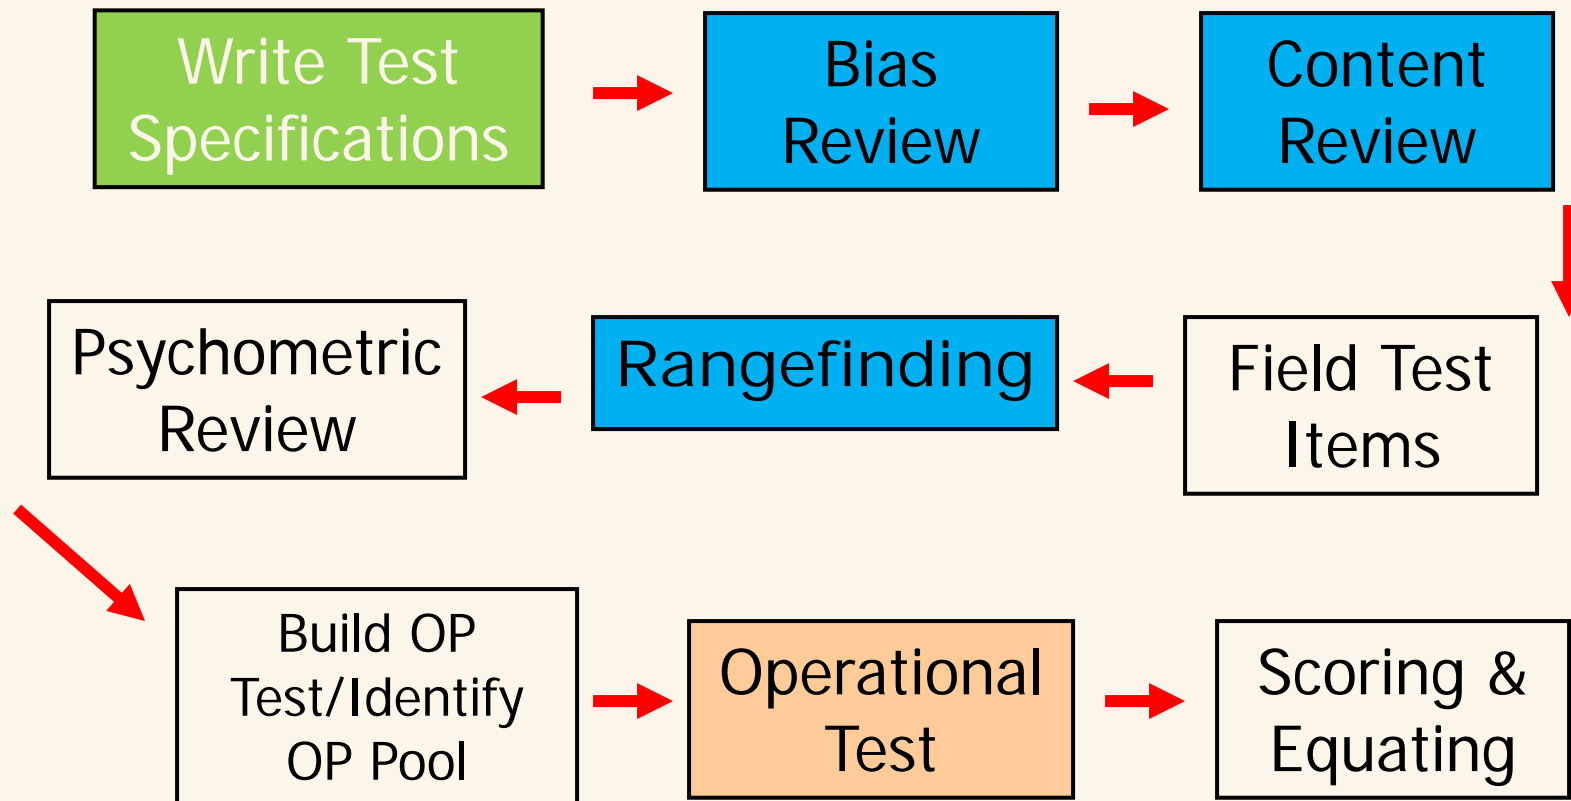 Write Test
Specifications
Bias
Review
Content
Review
Psychometric
Review
Rangefinding
Field Test
Items
Build OP
Test/Identify
OP Pool
Operational
Test
Scoring &
Equating